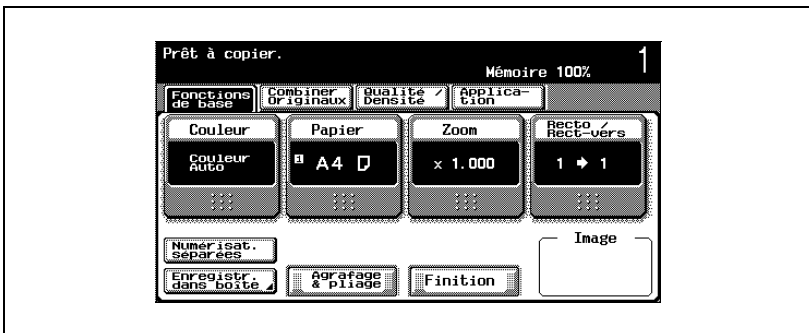 Prêt à copier.
Mémoire 100%
1
Fonctions
de base
Combiner
Originaux
Qualité /
Densité
Applica-
tion
Couleur
Papier
Zoom
Recto /
Rect-vers
Couleur
Auto
1 A4
x 1.000
1 ➜ 1
Numérisat.
séparées
Enregistr.
dans boîte
Agrafage
& pliage
Finition
Image